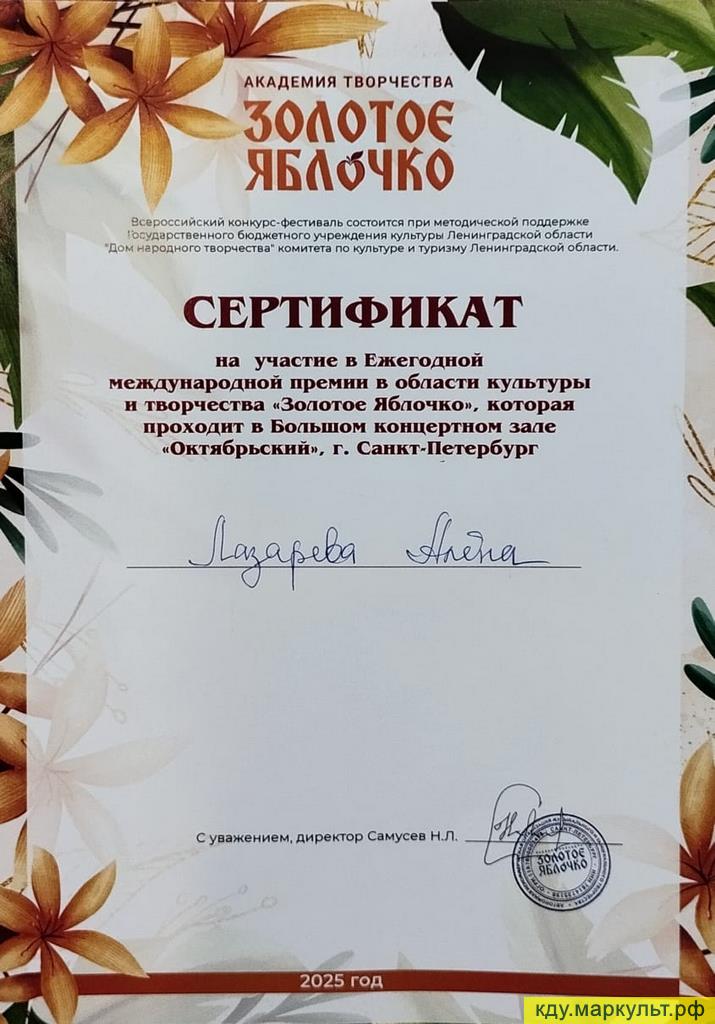 АКАДЕМИЯ ТВОРЧЕСТВА
ЗОЛОТОЕ
ЯБЛОЧКО
Всероссийский конкурс-фестиваль состоится при методической поддержке
Государственного бюджетного учреждения культуры Ленинградской области
"Дом народного творчества" комитета по культуре и туризму Ленинградской области.
СЕРТИФИКАТ
на участие в Ежегодной
международной премии в области культуры
и творчества «Золотое Яблочко», которая
проходит в Большом концертном зале
«Октябрьский», г. Санкт-Петербург
Лазарева Алёна
С уважением, директор Самусев Н.Л.
ЗОЛОТОЕ
ЯБЛОЧКО
2025 год
кду.маркульт.рф